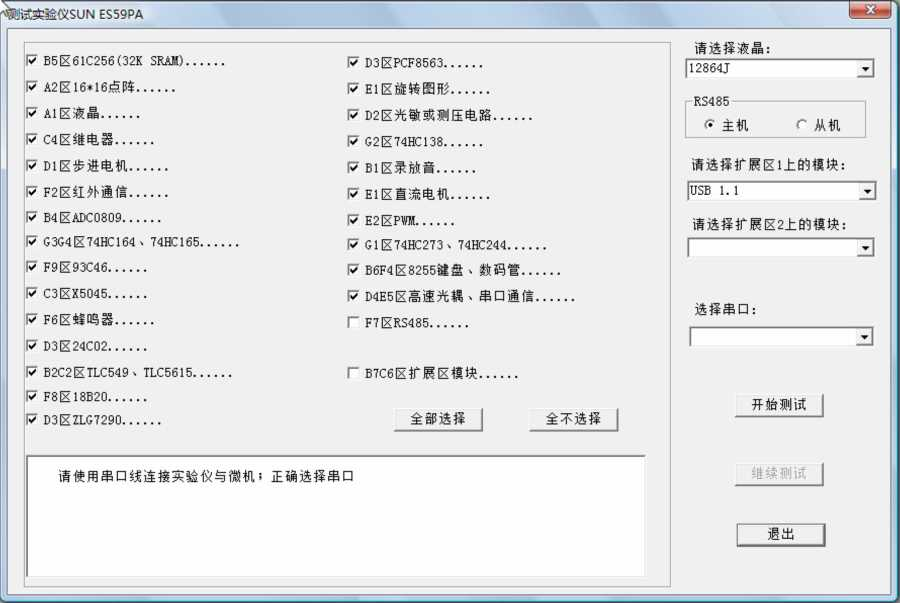 测试实验仪SUN ES59PA
B5区61C256(32K SRAM)......
A2区16*16点阵......
A1区液晶......
C4区继电器......
D1区步进电机......
F2区红外通信......
B4区ADC0809......
G3G4区74HC164、74HC165......
F9区93C46......
C3区X5045......
F6区蜂鸣器......
D3区24C02......
B2C2区TLC549、TLC5615......
F8区18B20......
D3区ZLG7290......
D3区PCF8563......
E1区旋转图形......
D2区光敏或测压电路......
G2区74HC138......
B1区录放音......
E1区直流电机......
E2区PWM......
G1区74HC273、74HC244......
B6F4区8255键盘、数码管......
D4E5区高速光耦、串口通信......
F7区RS485......
B7C6区扩展区模块......
全部选择
全不选择
请使用串口线连接实验仪与微机；正确选择串口
请选择液晶：
12864J
RS485
主机
从机
请选择扩展区1上的模块：
USB 1.1
请选择扩展区2上的模块：
选择串口：
开始测试
继续测试
退出